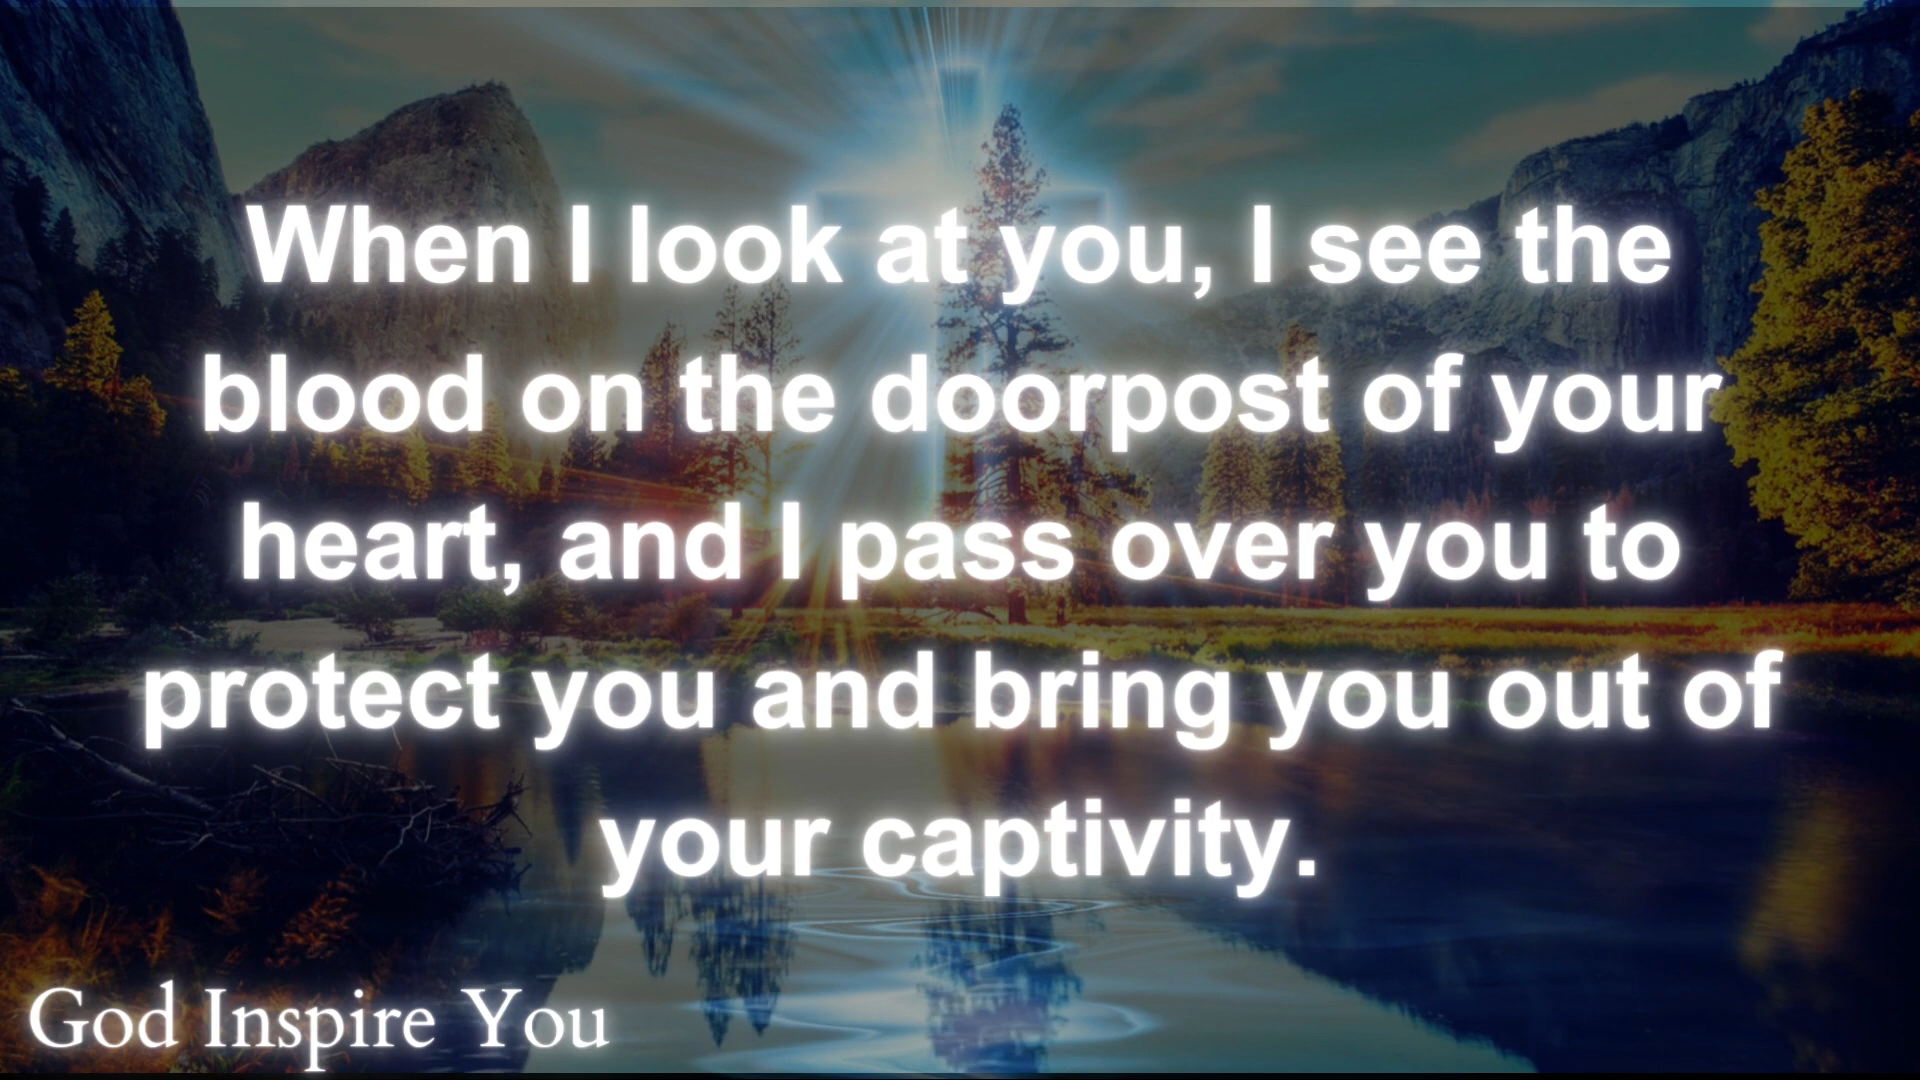 When I look at you, I see the
blood on the doorpost of your
heart, and I pass over you to
protect you and bring you out of
your captivity.
God Inspire You